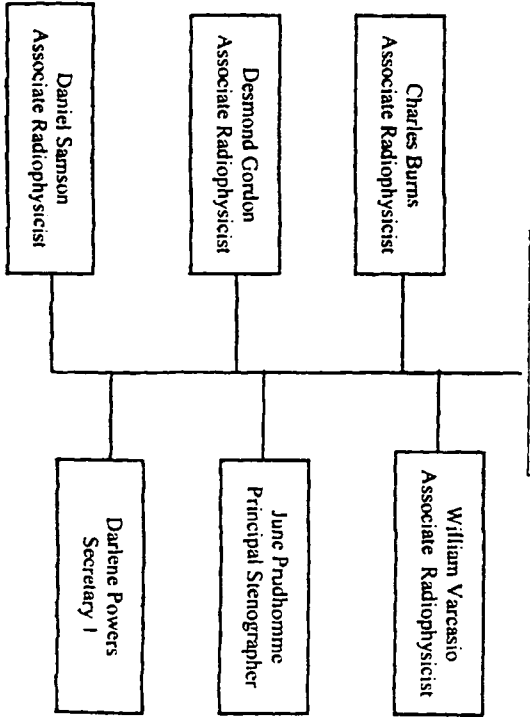 Charles Burns
Associate Radiophysicist
William Varcasio
Associate Radiophysicist
Desmond Gordon
Associate Radiophysicist
June Prudhomme
Principal Stenographer
Daniel Samson
Associate Radiophysicist
Darlene Powers
Secretary I